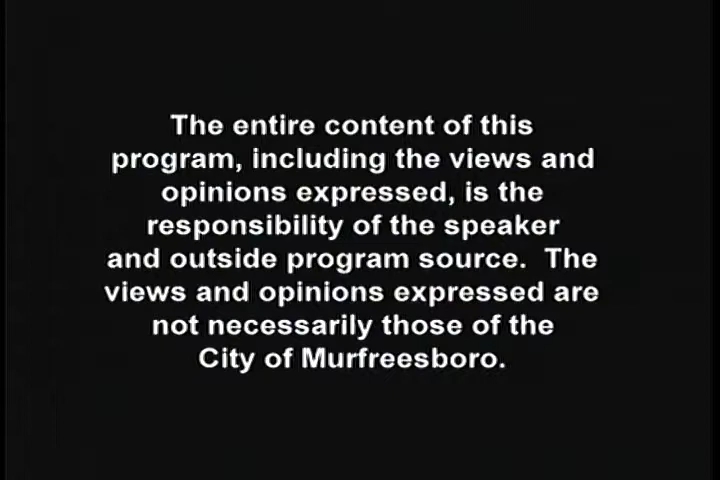 The entire content of this
program, including the views and
opinions expressed, is the
responsibility of the speaker
and outside program source.  The
views and opinions expressed are
not necessarily those of the
City of Murfreesboro.